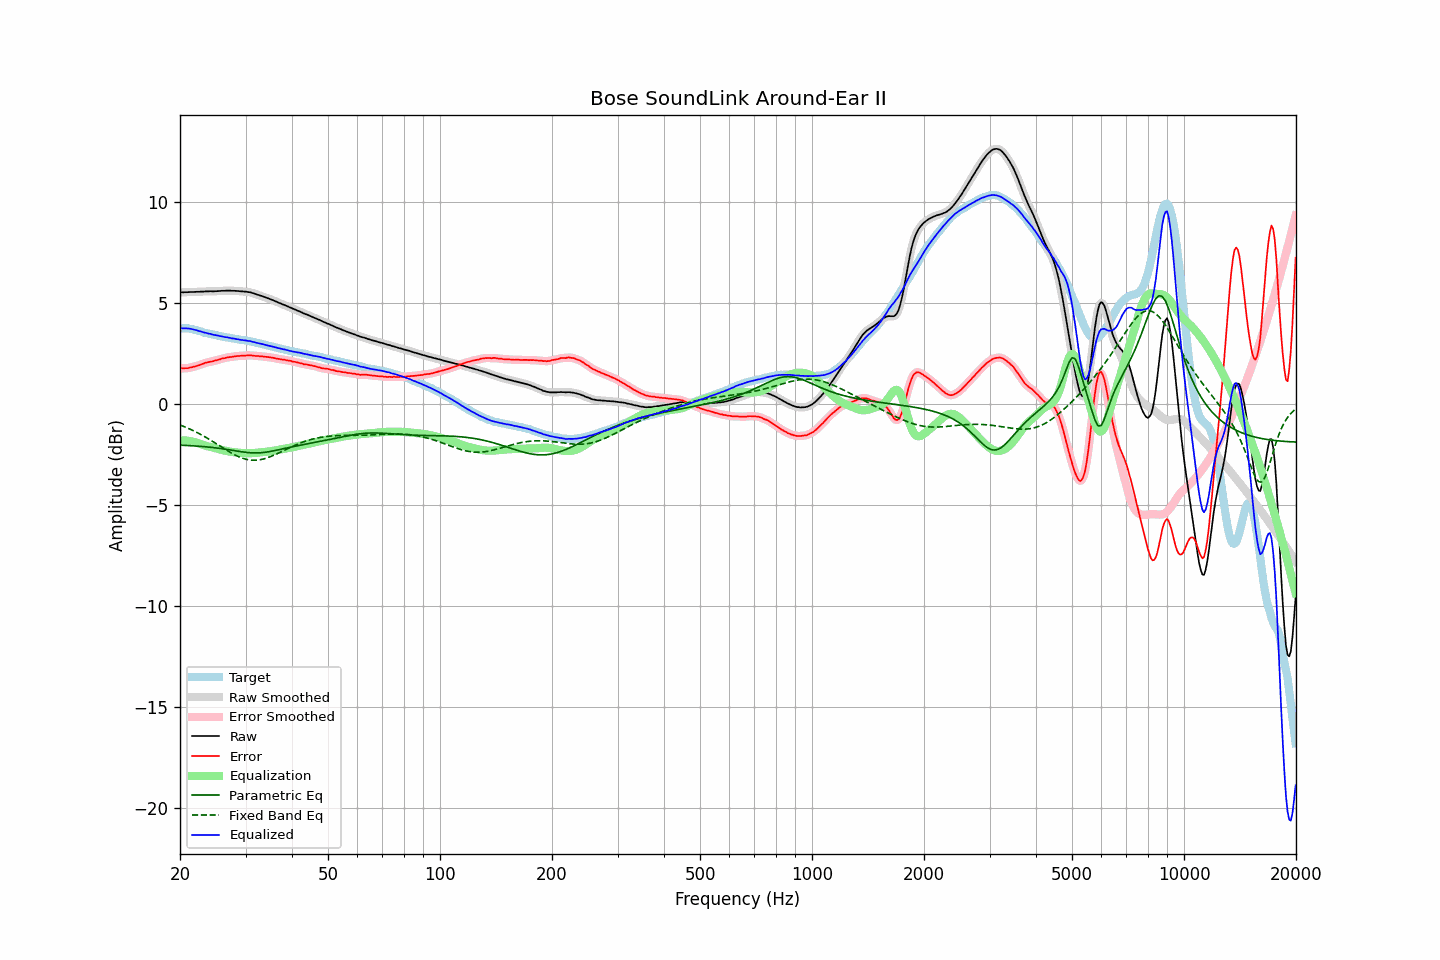 Bose SoundLink Around-Ear II
Amplitude (dBr)
10
5
0
−5
−10
−15
−20
Target
Raw Smoothed
Error Smoothed
Raw
Error
Equalization
Parametric Eq
Fixed Band Eq
Equalized
20 50 100 200 500 1000 2000 5000 10000 20000
Frequency (Hz)